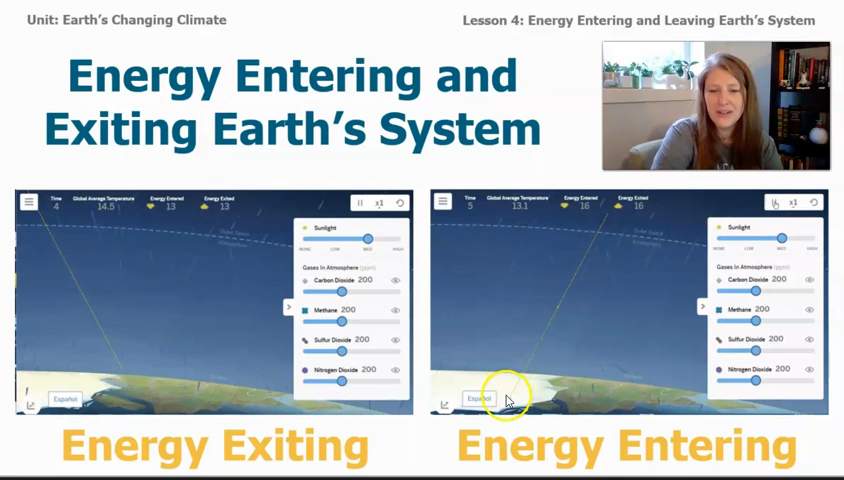 Unit: Earth's Changing Climate
Lesson 4: Energy Entering and Leaving Earth's System
Energy Entering and
Exiting Earth's System
Time Global Average Temperature Energy Entered Energy Exited
4 14.5 13 13
x1
Outer Space
Sunlight
NONE LOW MED HIGH
Gases In Atmosphere (ppm)
Carbon Dioxide 200
Methane 200
Sulfur Dioxide 200
Nitrogen Dioxide 200
Español
Time Global Average Temperature Energy Entered Energy Exited
5 13.1 16 16
x1
Outer Space
Sunlight
NONE LOW MED HIGH
Gases In Atmosphere (ppm)
Carbon Dioxide 200
Methane 200
Sulfur Dioxide 200
Nitrogen Dioxide 200
Español
Energy Exiting
Energy Entering